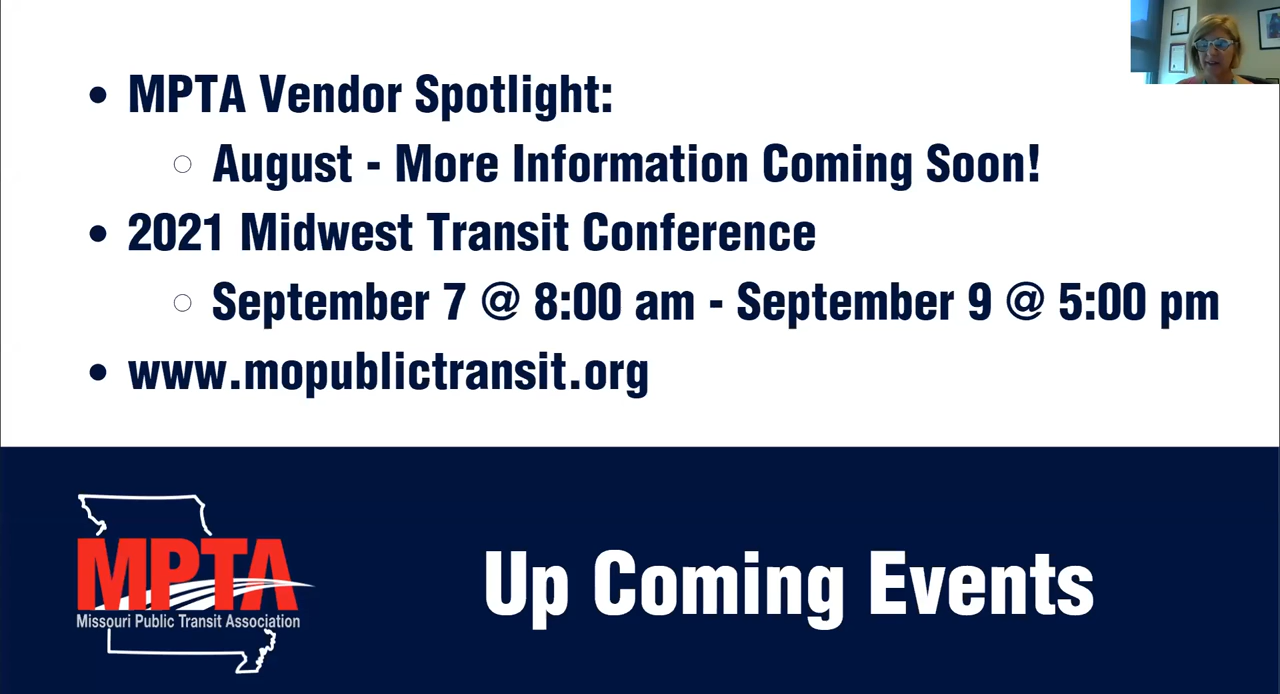 • MPTA Vendor Spotlight:
○ August - More Information Coming Soon!
• 2021 Midwest Transit Conference
○ September 7 @ 8:00 am - September 9 @ 5:00 pm
• www.mopublictransit.org
MPTA
Missouri Public Transit Association
Up Coming Events